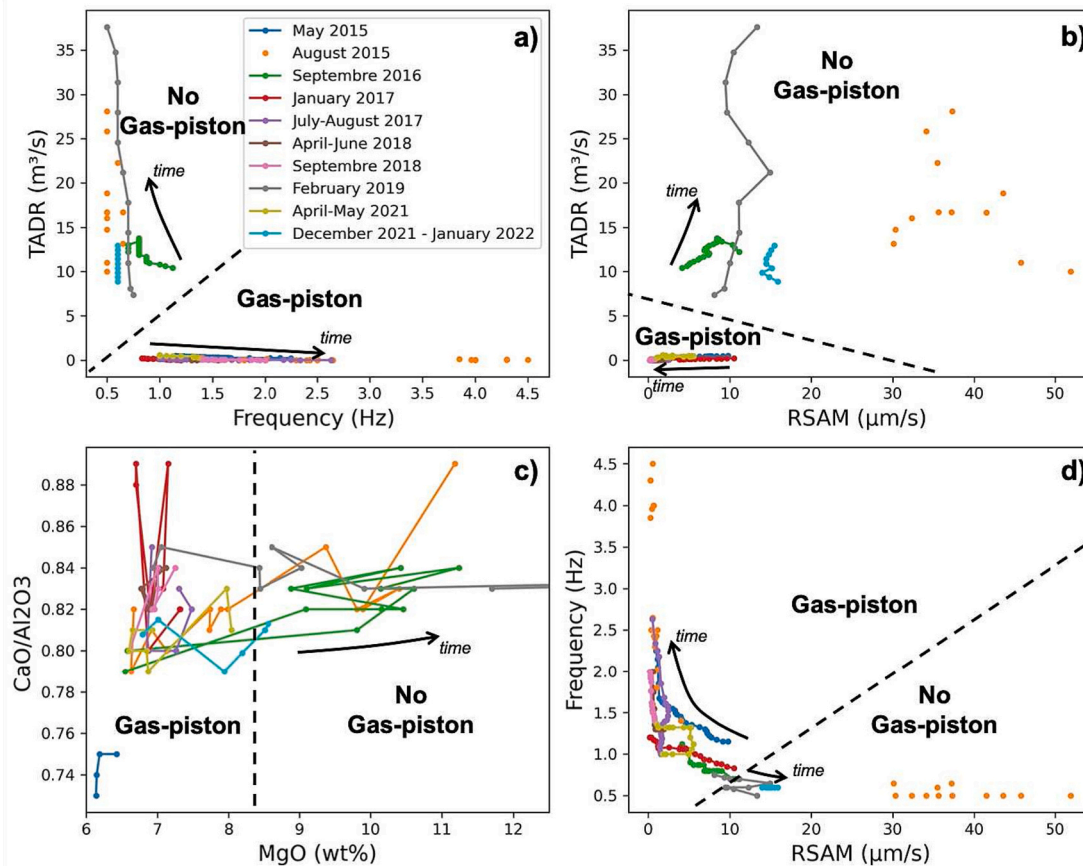 a)
May 2015
August 2015
Septembre 2016
January 2017
July-August 2017
April-June 2018
Septembre 2018
February 2019
April-May 2021
December 2021 - January 2022
No
Gas-piston
time
Gas-piston
time
TADR (m³/s)
35
30
25
20
15
10
5
0
0.5 1.0 1.5 2.0 2.5 3.0 3.5 4.0 4.5
Frequency (Hz)
b)
No
Gas-piston
time
Gas-piston
time
TADR (m³/s)
35
30
25
20
15
10
5
0
0 10 20 30 40 50
RSAM (μm/s)
c)
time
Gas-piston
No
Gas-piston
CaO/Al2O3
0.88
0.86
0.84
0.82
0.80
0.78
0.76
0.74
6 7 8 9 10 11 12
MgO (wt%)
d)
Gas-piston
time
No
Gas-piston
time
Frequency (Hz)
4.5
4.0
3.5
3.0
2.5
2.0
1.5
1.0
0.5
0 10 20 30 40 50
RSAM (μm/s)